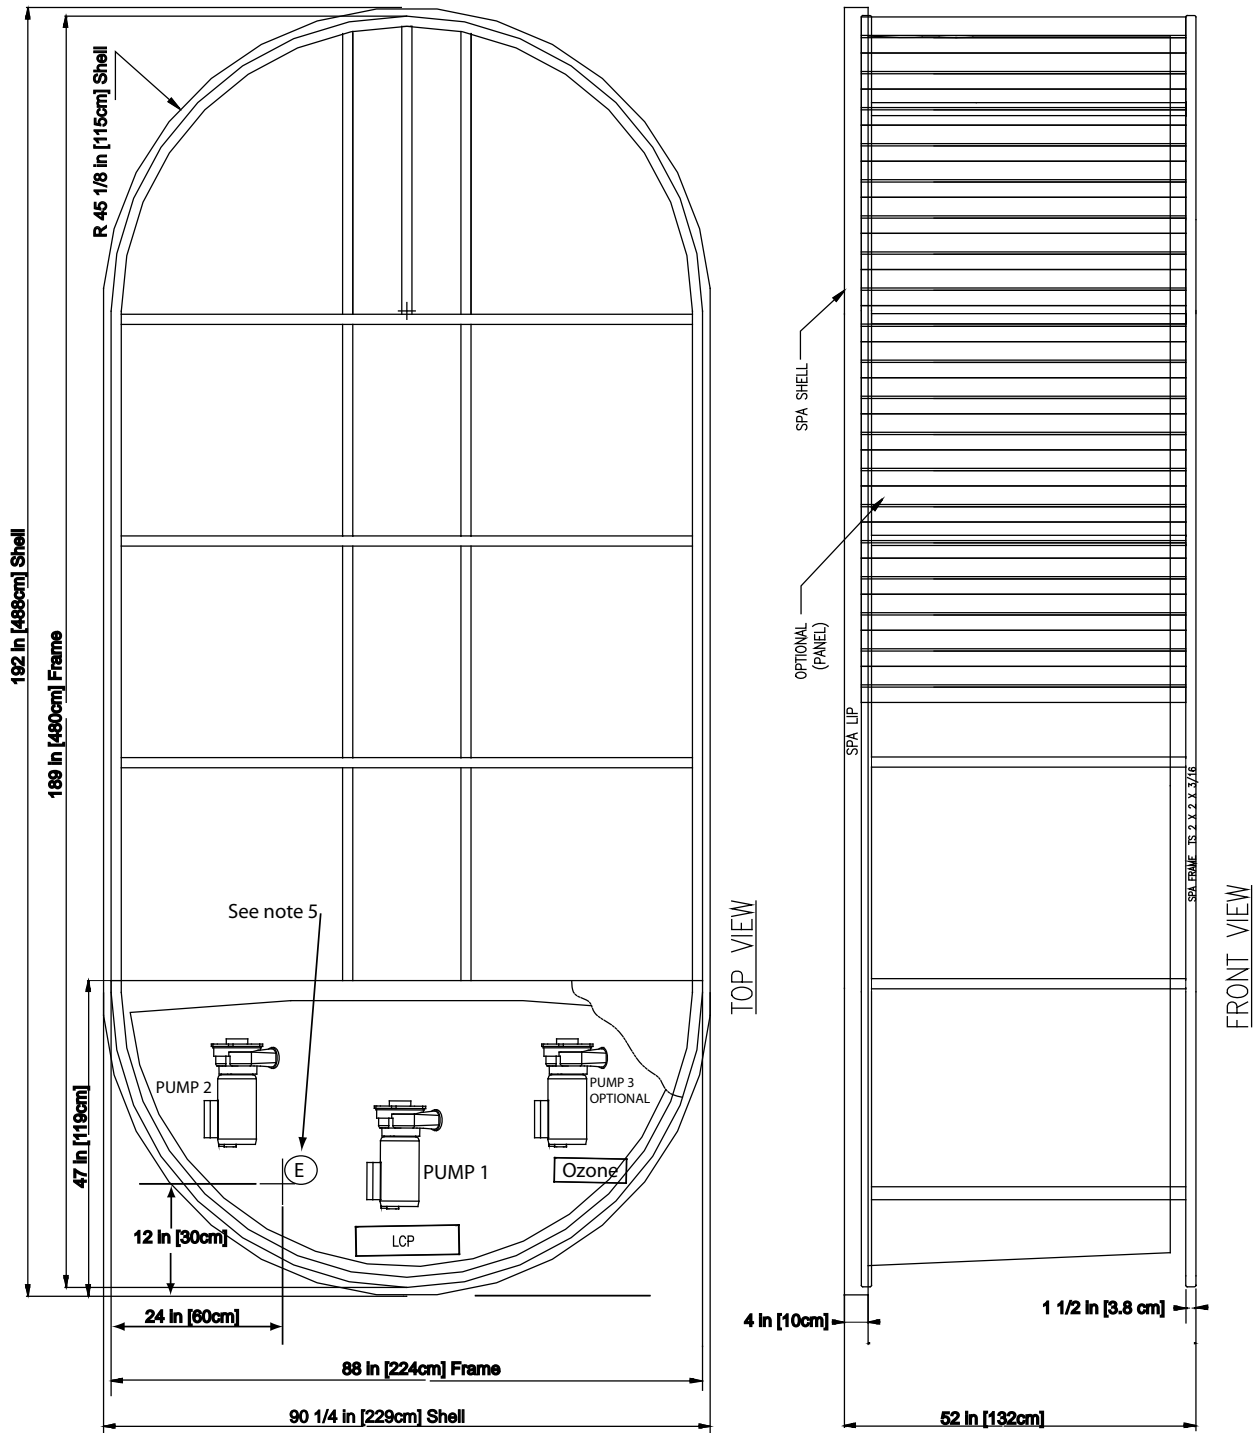 R 45 1/8 in [115cm] Shell
192 in [488cm] Shell
189 in [480cm] Frame
See note 5
47 in [119cm]
PUMP 2
PUMP 3
OPTIONAL
E
PUMP 1
Ozone
LCP
12 in [30cm]
24 in [60cm]
88 in [224cm] Frame
90 1/4 in [229cm] Shell
TOP VIEW
SPA SHELL
OPTIONAL
(PANEL)
SPA LIP
SPA FRAME TS 2 X 2 X 3/16
4 in [10cm]
1 1/2 in [3.8 cm]
52 in [132cm]
FRONT VIEW